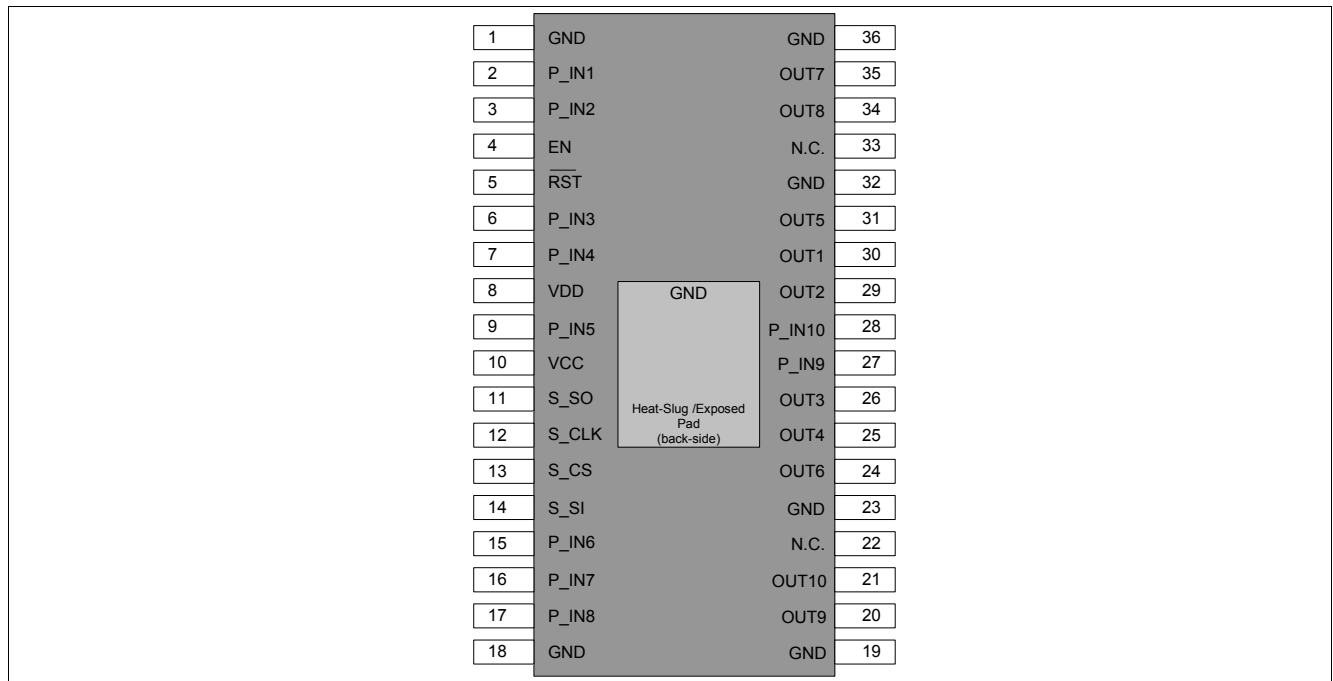 1 GND GND 36
2 P_IN1 OUT7 35
3 P_IN2 OUT8 34
4 EN N.C. 33
5 R̅S̅T̅ GND 32
6 P_IN3 OUT5 31
7 P_IN4 OUT1 30
8 VDD GND OUT2 29
9 P_IN5 P_IN10 28
10 VCC P_IN9 27
11 S_SO OUT3 26
Heat-Slug /Exposed
Pad
(back-side)
12 S_CLK OUT4 25
13 S_CS OUT6 24
14 S_SI GND 23
15 P_IN6 N.C. 22
16 P_IN7 OUT10 21
17 P_IN8 OUT9 20
18 GND GND 19